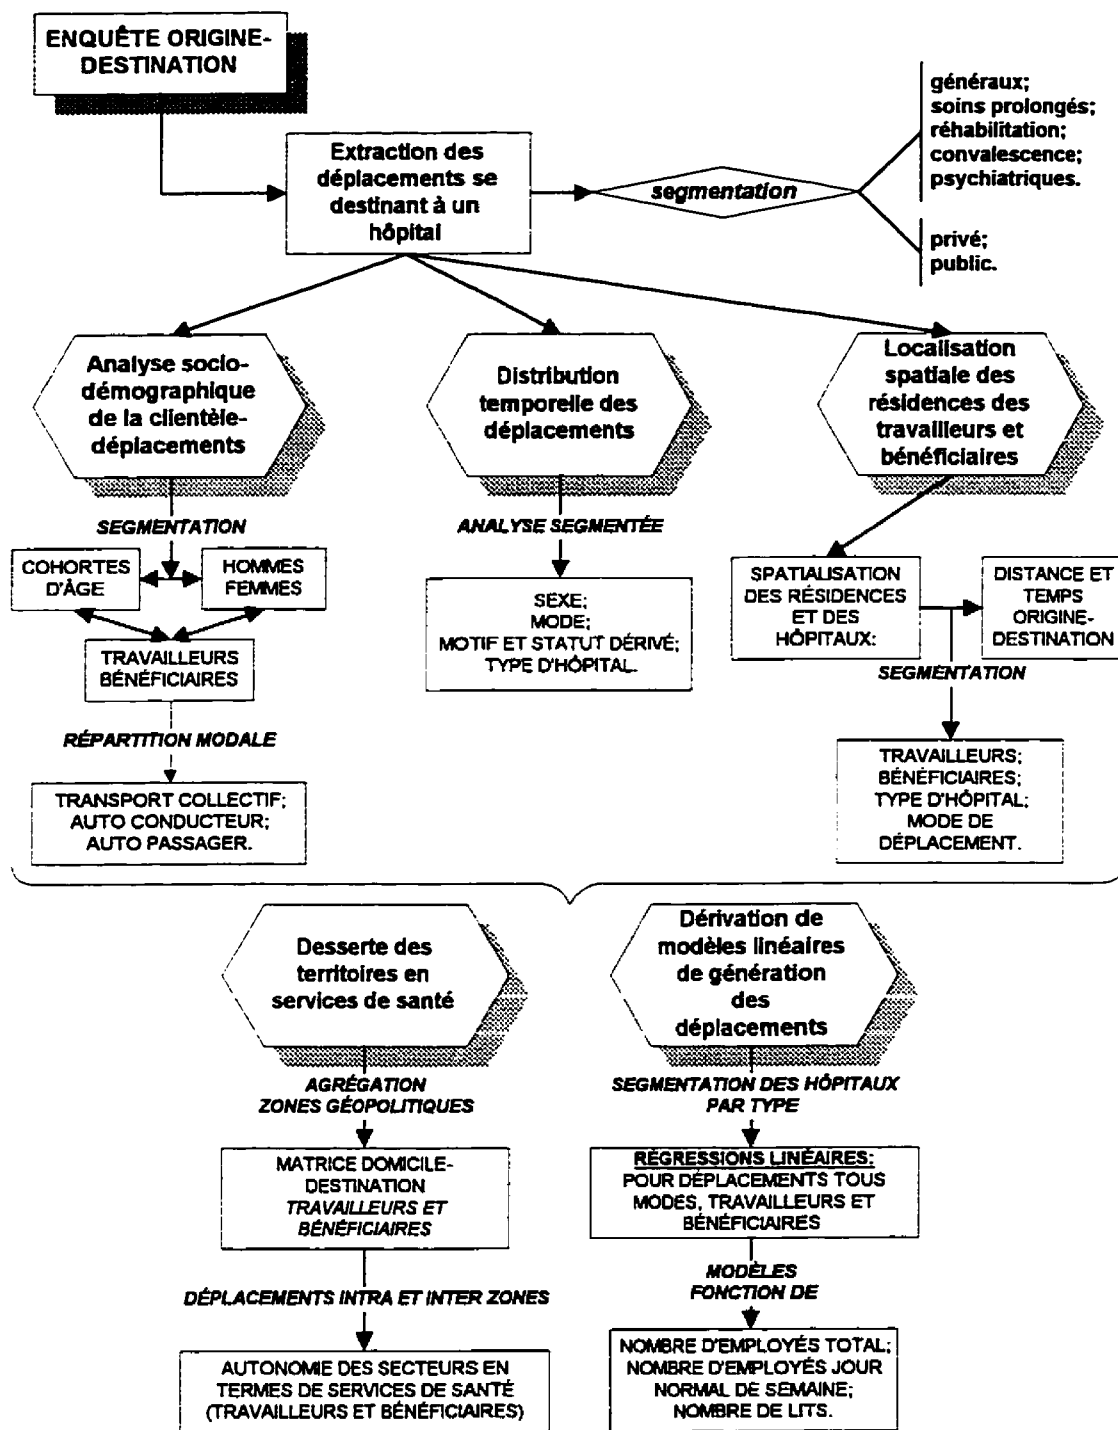 ENQUÊTE ORIGINE-
DESTINATION
Extraction des
déplacements se
destinant à un
hôpital
segmentation
généraux;
soins prolongés;
réhabilitation;
convalescence;
psychiatriques.
privé;
public.
Analyse socio-
démographique
de la clientèle-
déplacements
Distribution
temporelle des
déplacements
Localisation
spatiale des
résidences des
travailleurs et
bénéficiaires
SEGMENTATION
COHORTES
D'ÂGE
HOMMES
FEMMES
TRAVAILLEURS
BÉNÉFICIAIRES
RÉPARTITION MODALE
TRANSPORT COLLECTIF;
AUTO CONDUCTEUR;
AUTO PASSAGER.
ANALYSE SEGMENTÉE
SEXE;
MODE;
MOTIF ET STATUT DÉRIVÉ;
TYPE D'HÔPITAL.
SPATIALISATION
DES RÉSIDENCES
ET DES
HÔPITAUX:
DISTANCE ET
TEMPS
ORIGINE-
DESTINATION
SEGMENTATION
TRAVAILLEURS;
BÉNÉFICIAIRES;
TYPE D'HÔPITAL;
MODE DE
DÉPLACEMENT.
Desserte des
territoires en
services de santé
AGRÉGATION
ZONES GÉOPOLITIQUES
MATRICE DOMICILE-
DESTINATION
TRAVAILLEURS ET
BÉNÉFICIAIRES
DÉPLACEMENTS INTRA ET INTER ZONES
AUTONOMIE DES SECTEURS EN
TERMES DE SERVICES DE SANTÉ
(TRAVAILLEURS ET BÉNÉFICIAIRES)
Dérivation de
modèles linéaires
de génération
des
déplacements
SEGMENTATION DES HÔPITAUX
PAR TYPE
RÉGRESSIONS LINÉAIRES:
POUR DÉPLACEMENTS TOUS
MODES, TRAVAILLEURS ET
BÉNÉFICIAIRES
MODÈLES
FONCTION DE
NOMBRE D'EMPLOYÉS TOTAL;
NOMBRE D'EMPLOYÉS JOUR
NORMAL DE SEMAINE;
NOMBRE DE LITS.